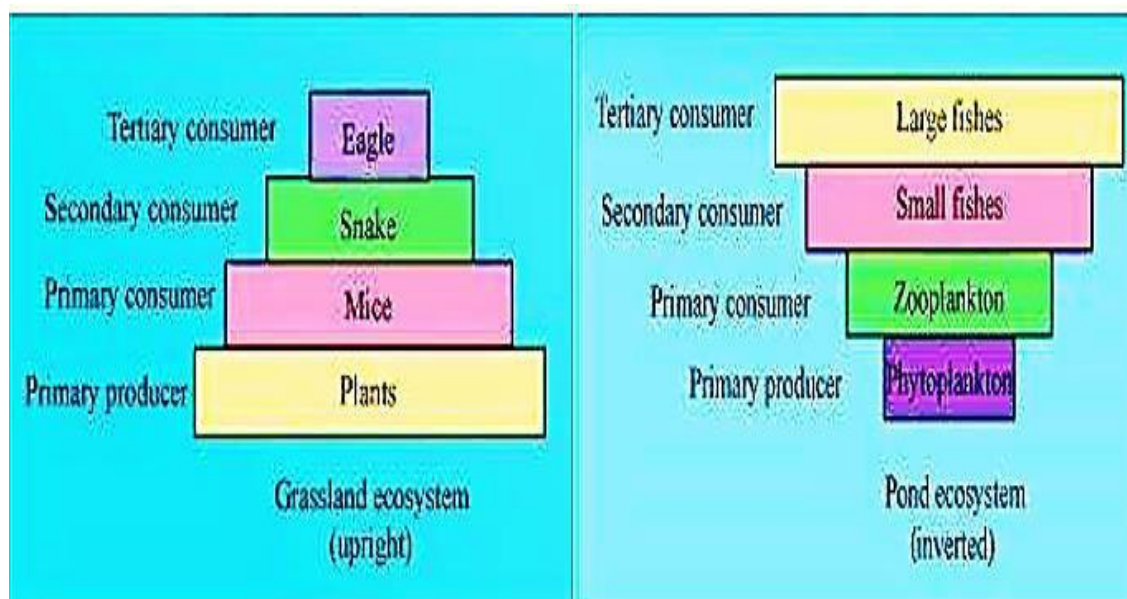 Tertiary consumer
Eagle
Secondary consumer
Snake
Primary consumer
Mice
Primary producer
Plants
Grassland ecosystem
(upright)
Tertiary consumer
Large fishes
Secondary consumer
Small fishes
Primary consumer
Zooplankton
Primary producer
Phytoplankton
Pond ecosystem
(inverted)